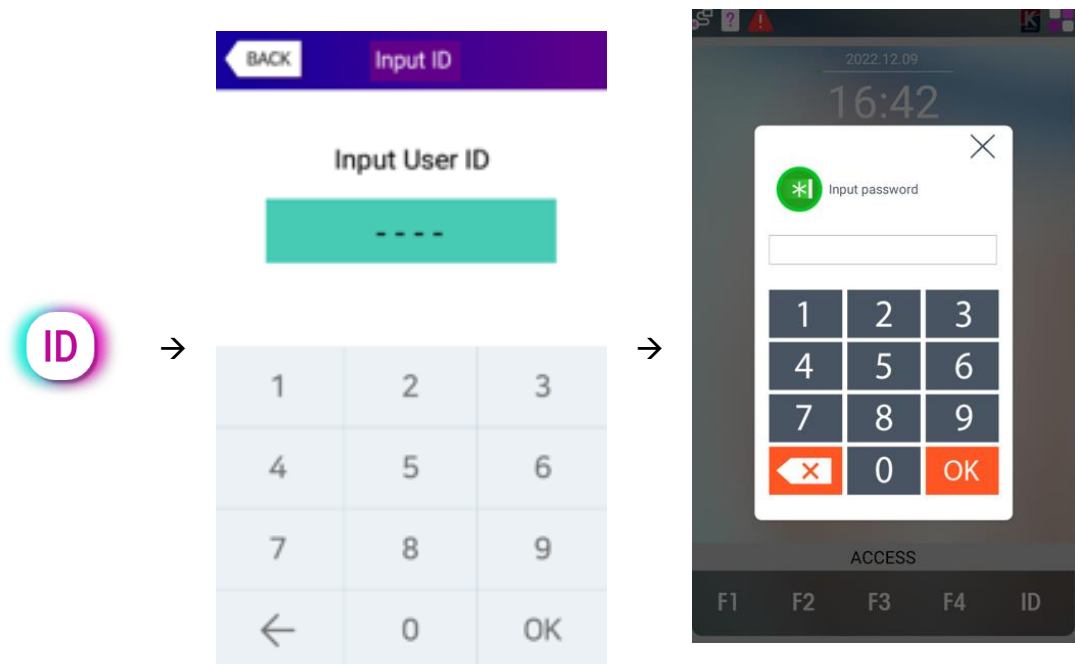 ID
→
BACK Input ID
Input User ID
----
1 2 3
4 5 6
7 8 9
← 0 OK
→
? ! K
2022.12.09
16:42
* Input password
1 2 3
4 5 6
7 8 9
0 OK
ACCESS
F1 F2 F3 F4 ID